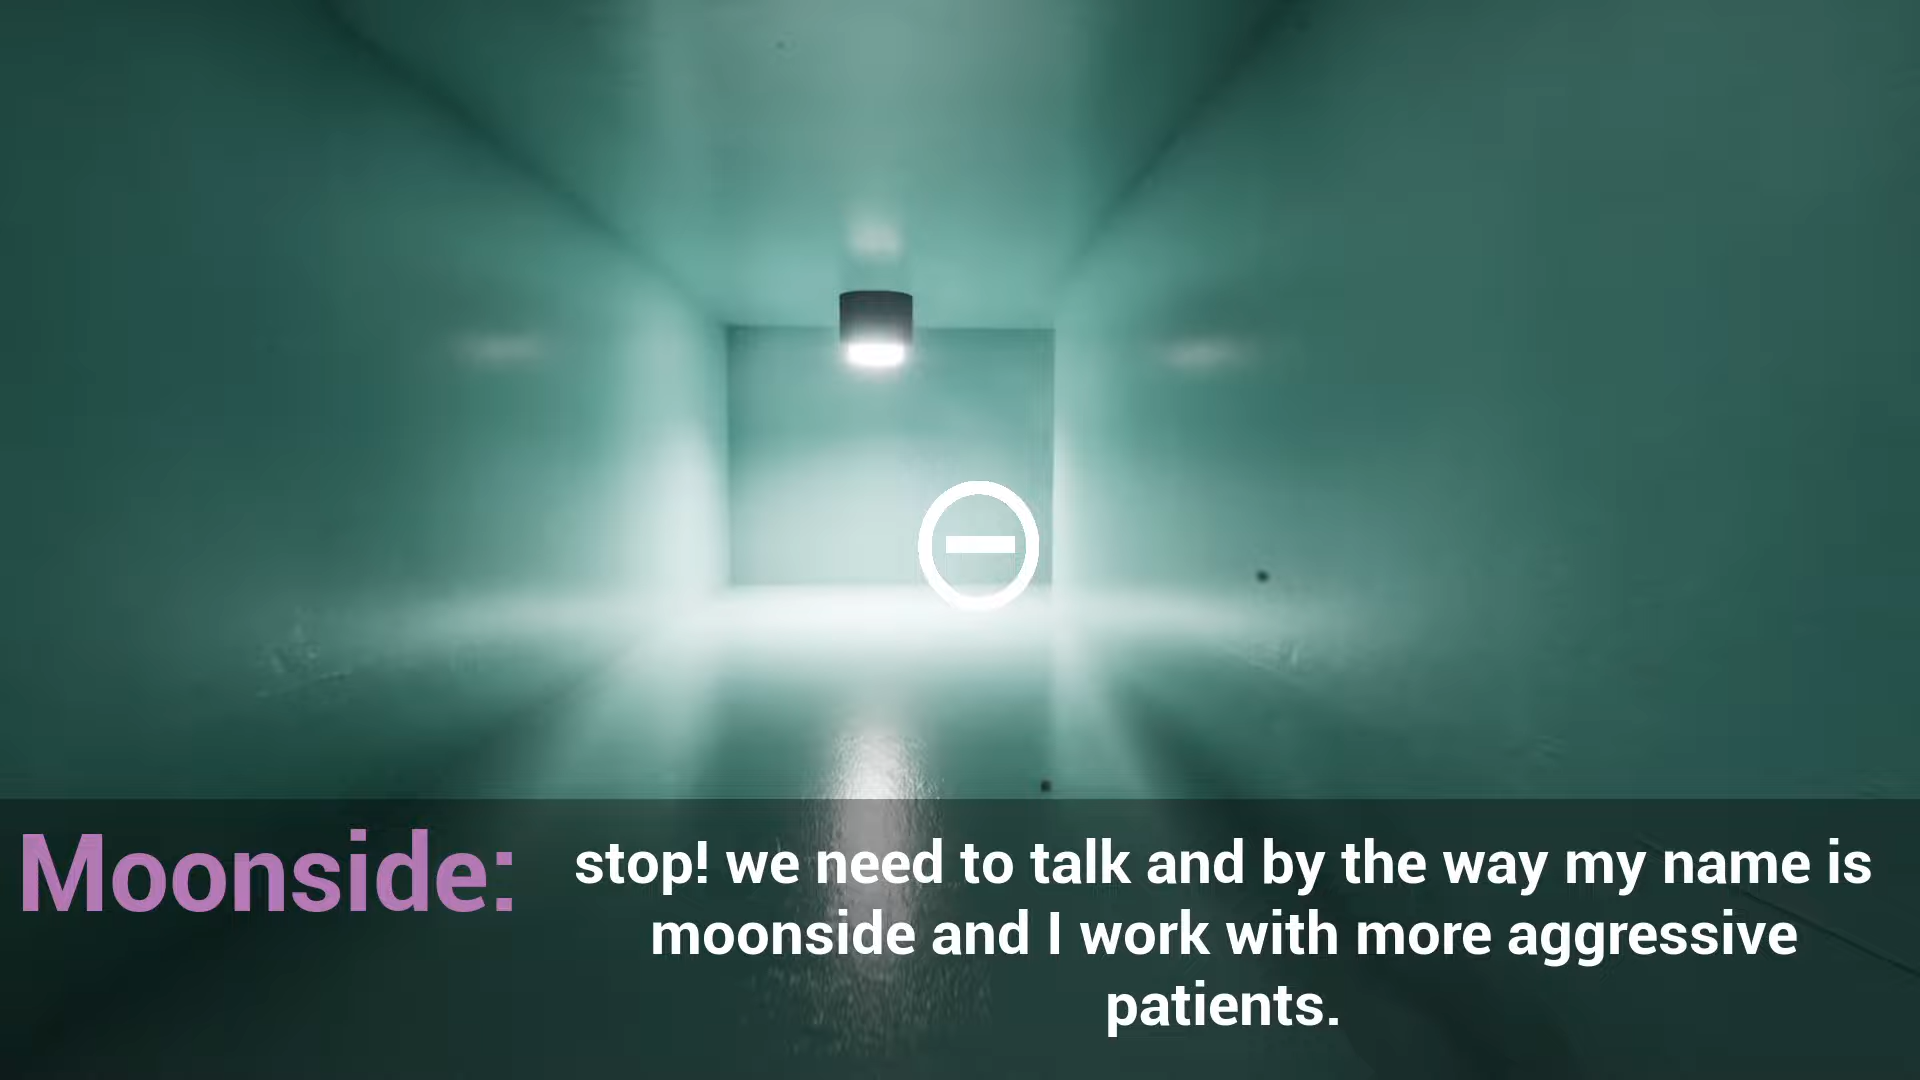 Moonside:
stop! we need to talk and by the way my name is
moonside and I work with more aggressive
patients.